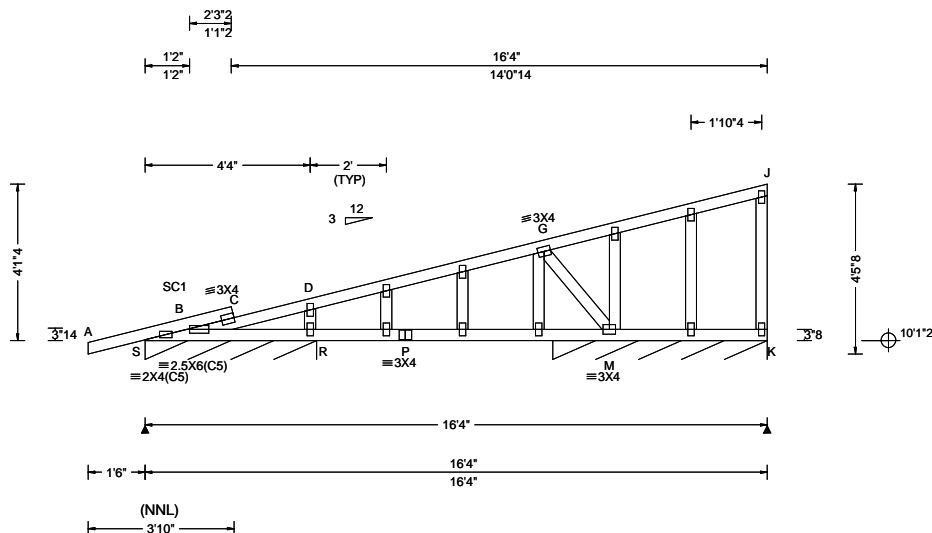 2'3"2
1'1"2
1'2"
1'2"
16'4"
14'0"14
1'10"4
4'4"
2'
(TYP)
J
12
3
≡3X4
G
4'1"4
4'5"8
SC1
≡3X4
B
C
D
A
3"14
3"8
10'1"2
S
R
P
M
K
≡2.5X6(C5)
≡2X4(C5)
≡3X4
≡3X4
16'4"
1'6"
16'4"
16'4"
(NNL)
3'10"